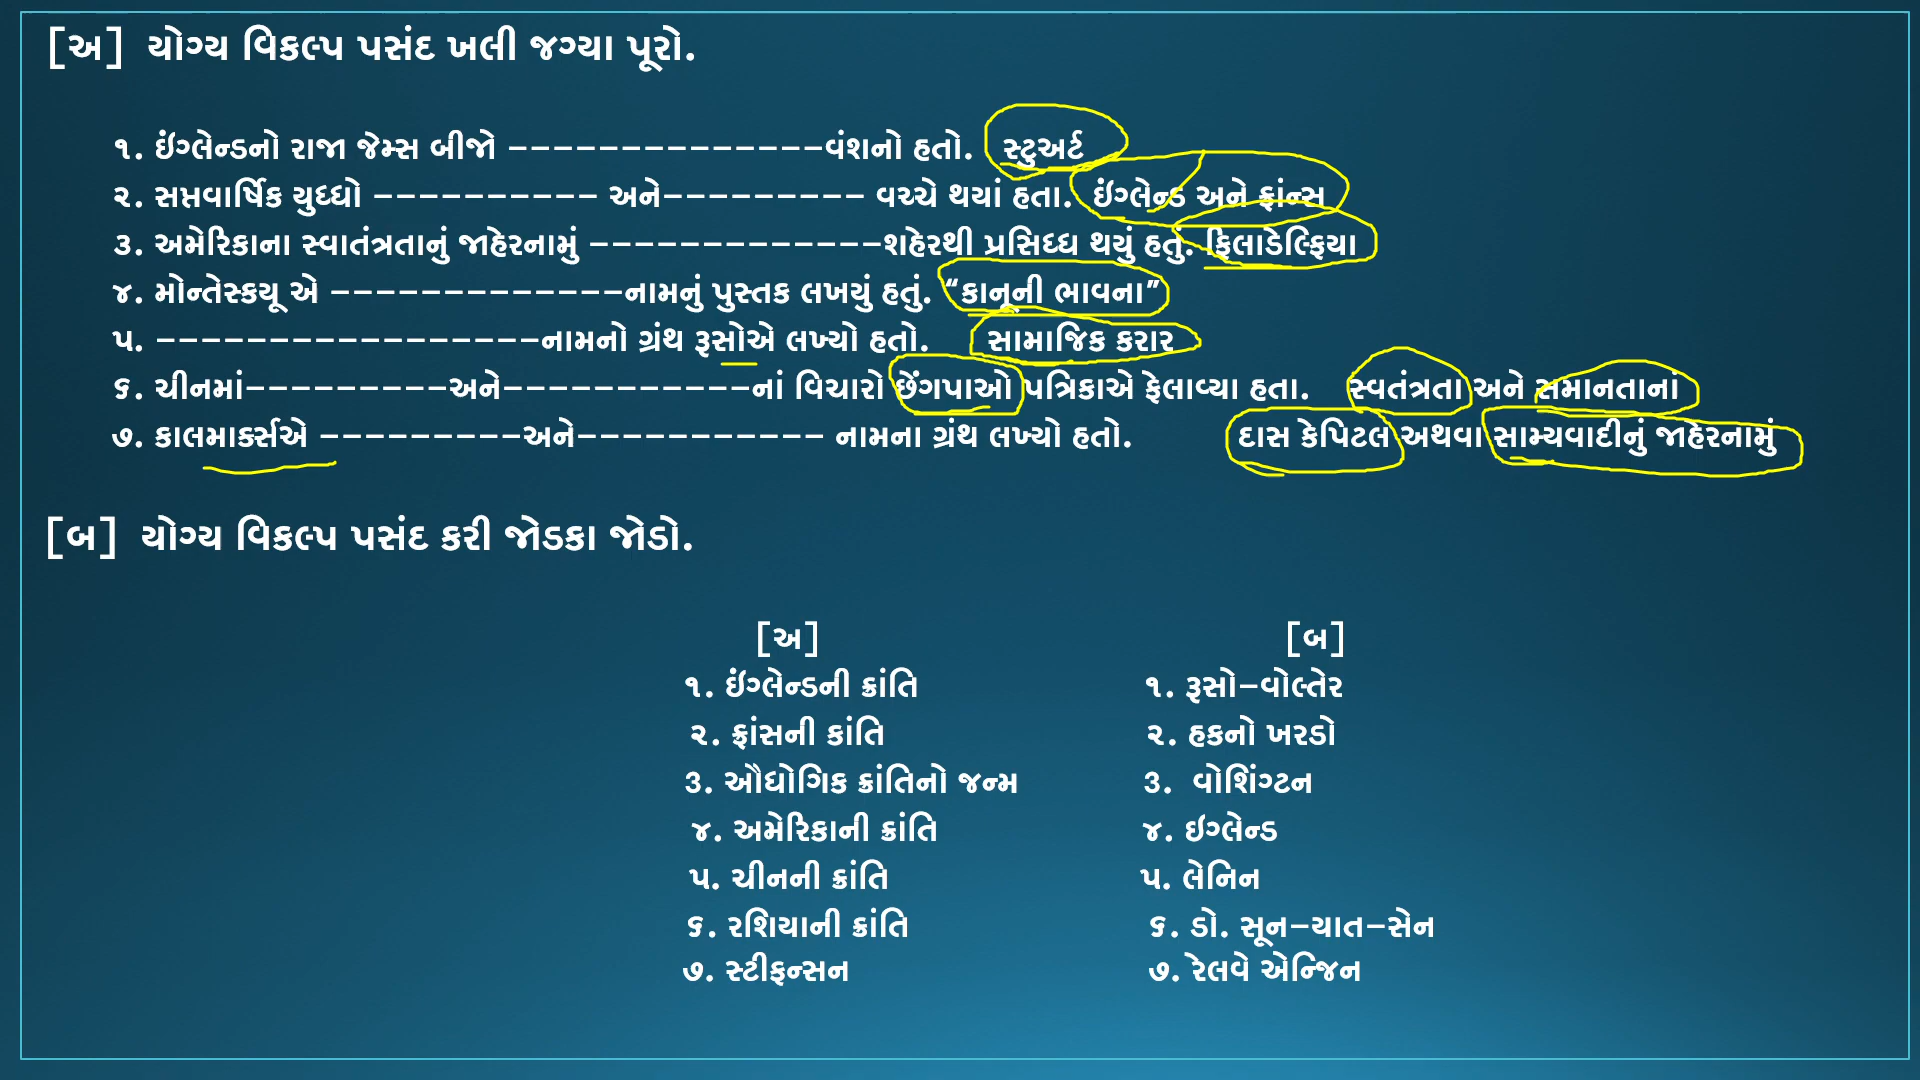 [અ] યોગ્ય વિકલ્પ પસંદ ખલી જગ્યા પૂરો.
૧. ઈંગ્લેન્ડનો રાજા જેમ્સ બીજો --------------વંશનો હતો. સ્ટુઅર્ટ
૨. સપ્તવાર્ષિક યુધ્ધો ---------- અને--------- વચ્ચે થયાં હતા. ઈંગ્લેન્ડ અને ફ્રાંન્સ
૩. અમેરિકાના સ્વાતંત્રતાનું જાહેરનામું -------------શહેરથી પ્રસિધ્ધ થયું હતું. ફિલાડેલ્ફિયા
૪. મોન્તેસ્ક્યૂ એ -------------નામનું પુસ્તક લખયું હતું. “કાનૂની ભાવના”
૫. -----------------નામનો ગ્રંથ રૂસોએ લખ્યો હતો. સામાજિક કરાર
૬. ચીનમાં---------અને-----------નાં વિચારો છેંગપાઓ પત્રિકાએ ફેલાવ્યા હતા. સ્વતંત્રતા અને સમાનતાનાં
૭. કાલમાર્ક્સએ ---------અને----------- નામના ગ્રંથ લખ્યો હતો. દાસ કેપિટલ અથવા સામ્યવાદીનું જાહેરનામું
[બ] યોગ્ય વિકલ્પ પસંદ કરી જોડકા જોડો.
[અ] [બ]
૧. ઈંગ્લેન્ડની ક્રાંતિ ૧. રૂસો-વોલ્તેર
૨. ફ્રાંસની કાંતિ ૨. હકનો ખરડો
૩. ઔદ્યોગિક ક્રાંતિનો જન્મ ૩. વોશિંગ્ટન
૪. અમેરિકાની ક્રાંતિ ૪. ઇગ્લેન્ડ
૫. ચીનની ક્રાંતિ ૫. લેનિન
૬. રશિયાની ક્રાંતિ ૬. ડો. સૂન-યાત-સેન
૭. સ્ટીફન્સન ૭. રેલવે એન્જિન